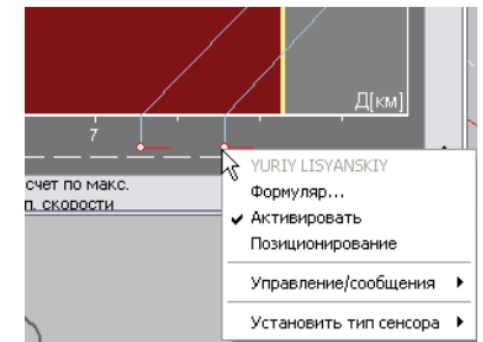 Д[км]
7
YURIY LISYANSKIY
Формуляр...
счет по макс.
Активировать
п. скорости
Позиционирование
Управление/сообщения
Установить тип сенсора